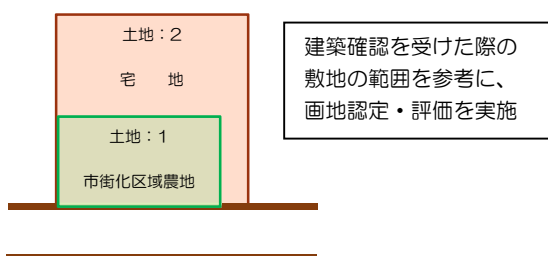 土地：2
宅　地
土地：1
市街化区域農地
建築確認を受けた際の
敷地の範囲を参考に、
画地認定・評価を実施